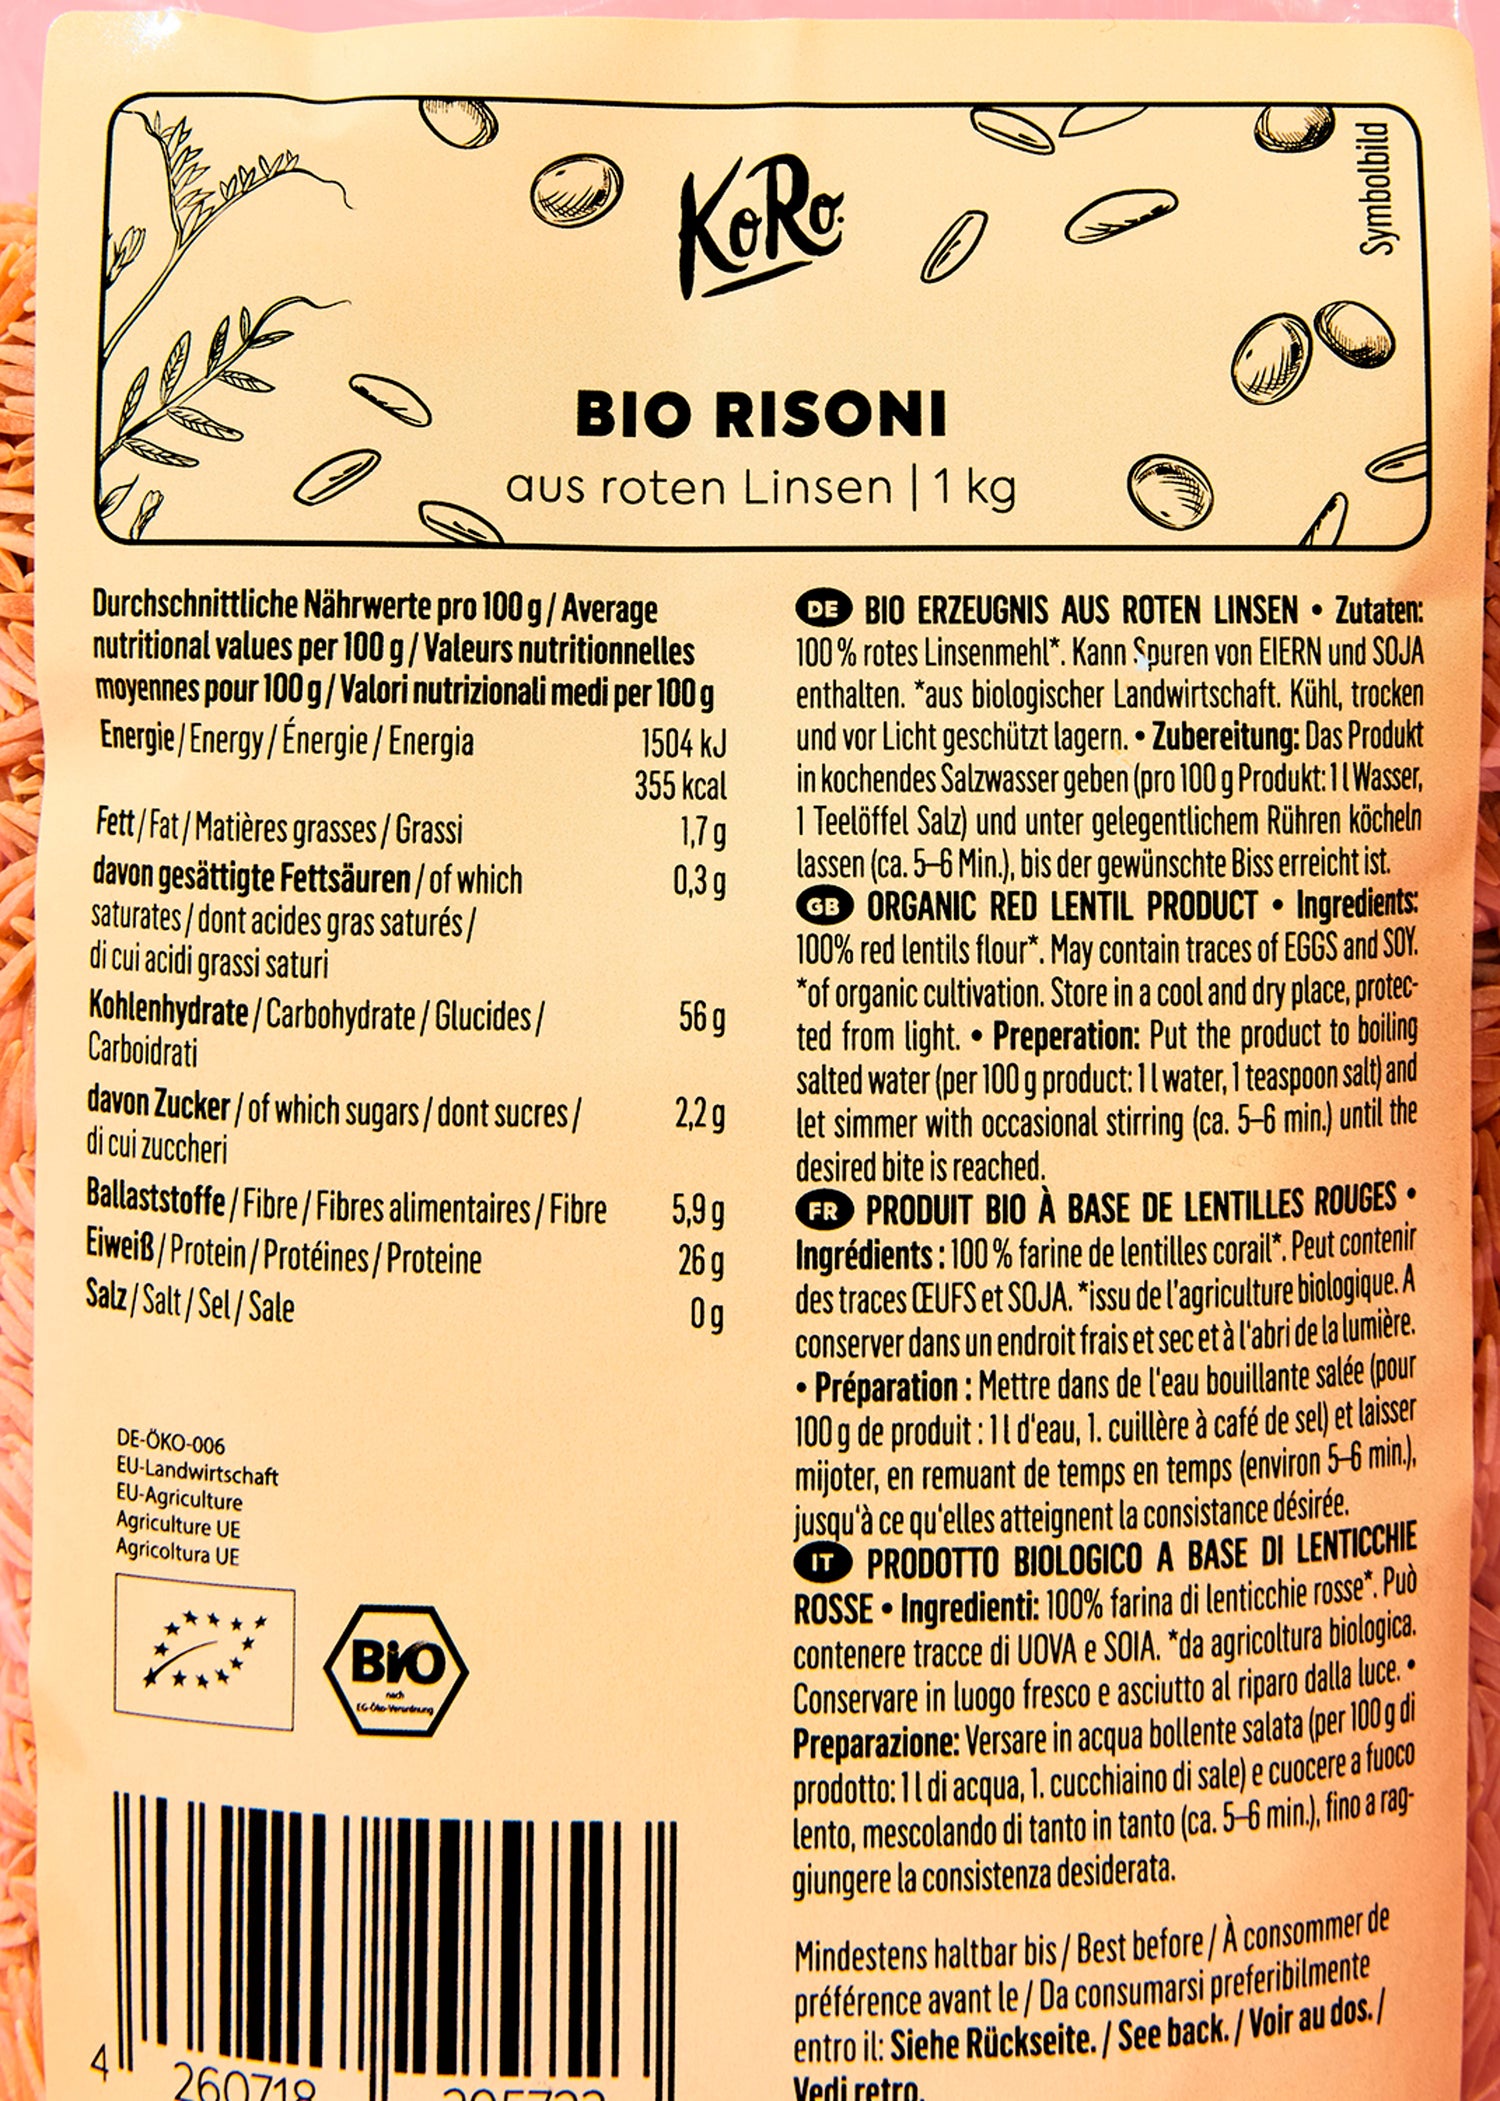 KoRo.
Symbolbild
BIO RISONI
aus roten Linsen | 1 kg
Durchschnittliche Nährwerte pro 100 g / Average
nutritional values per 100 g / Valeurs nutritionnelles
moyennes pour 100 g / Valori nutrizionali medi per 100 g
Energie / Energy / Énergie / Energia 1504 kJ
355 kcal
Fett / Fat / Matières grasses / Grassi 1,7 g
davon gesättigte Fettsäuren / of which 0,3 g
saturates / dont acides gras saturés /
di cui acidi grassi saturi
Kohlenhydrate / Carbohydrate / Glucides / 56 g
Carboidrati
davon Zucker / of which sugars / dont sucres / 2,2 g
di cui zuccheri
Ballaststoffe / Fibre / Fibres alimentaires / Fibre 5,9 g
Eiweiß / Protein / Protéines / Proteine 26 g
Salz / Salt / Sel / Sale 0 g
DE-ÖKO-006
EU-Landwirtschaft
EU-Agriculture
Agriculture UE
Agricoltura UE
BIO
nach
EG-Öko-Verordnung
4 260718
DE BIO ERZEUGNIS AUS ROTEN LINSEN • Zutaten:
100 % rotes Linsenmehl*. Kann Spuren von EIERN und SOJA
enthalten. *aus biologischer Landwirtschaft. Kühl, trocken
und vor Licht geschützt lagern. • Zubereitung: Das Produkt
in kochendes Salzwasser geben (pro 100 g Produkt: 1 l Wasser,
1 Teelöffel Salz) und unter gelegentlichem Rühren köcheln
lassen (ca. 5–6 Min.), bis der gewünschte Biss erreicht ist.
GB ORGANIC RED LENTIL PRODUCT • Ingredients:
100% red lentils flour*. May contain traces of EGGS and SOY.
*of organic cultivation. Store in a cool and dry place, protec-
ted from light. • Preperation: Put the product to boiling
salted water (per 100 g product: 1 l water, 1 teaspoon salt) and
let simmer with occasional stirring (ca. 5–6 min.) until the
desired bite is reached.
FR PRODUIT BIO À BASE DE LENTILLES ROUGES •
Ingrédients : 100 % farine de lentilles corail*. Peut contenir
des traces ŒUFS et SOJA. *issu de l'agriculture biologique. A
conserver dans un endroit frais et sec et à l'abri de la lumière.
• Préparation : Mettre dans de l'eau bouillante salée (pour
100 g de produit : 1 l d'eau, 1. cuillère à café de sel) et laisser
mijoter, en remuant de temps en temps (environ 5–6 min.),
jusqu'à ce qu'elles atteignent la consistance désirée.
IT PRODOTTO BIOLOGICO A BASE DI LENTICCHIE
ROSSE • Ingredienti: 100% farina di lenticchie rosse*. Può
contenere tracce di UOVA e SOIA. *da agricoltura biologica.
Conservare in luogo fresco e asciutto al riparo dalla luce. •
Preparazione: Versare in acqua bollente salata (per 100 g di
prodotto: 1 l di acqua, 1. cucchiaino di sale) e cuocere a fuoco
lento, mescolando di tanto in tanto (ca. 5–6 min.), fino a rag-
giungere la consistenza desiderata.
Mindestens haltbar bis / Best before / À consommer de
préférence avant le / Da consumarsi preferibilmente
entro il: Siehe Rückseite. / See back. / Voir au dos. /
Vedi retro.